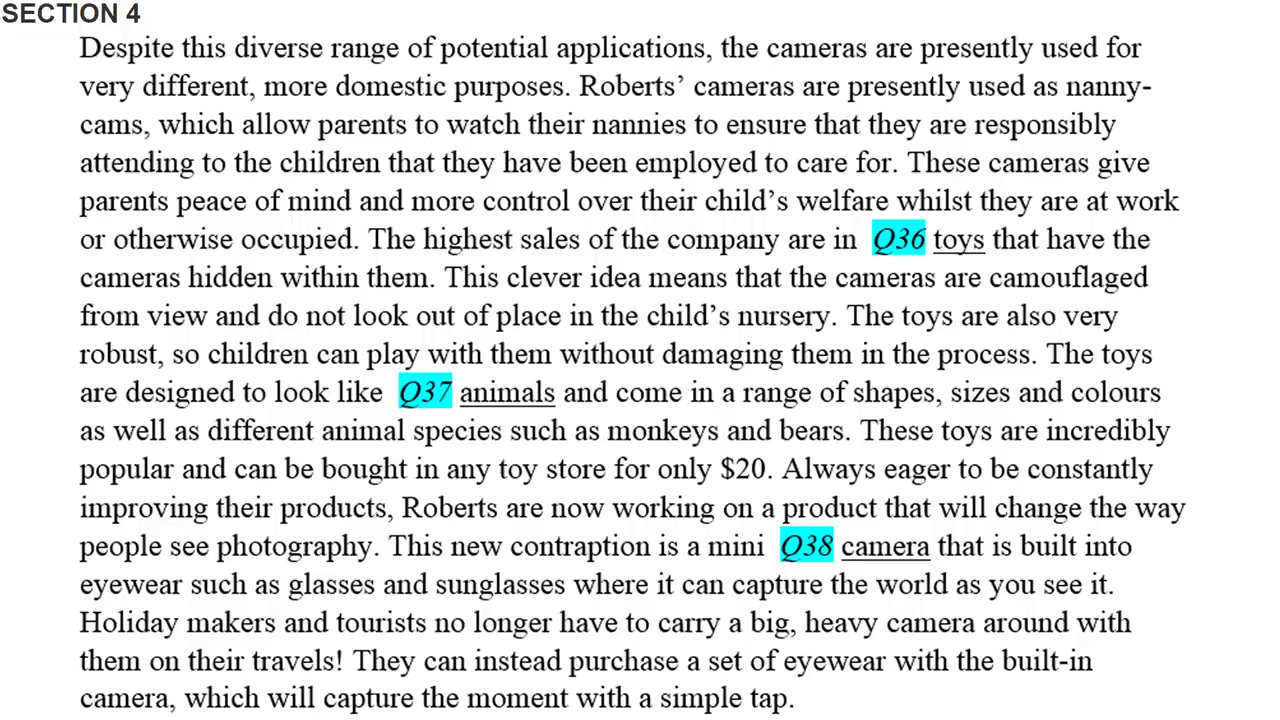 SECTION 4
Despite this diverse range of potential applications, the cameras are presently used for
very different, more domestic purposes. Roberts’ cameras are presently used as nanny-
cams, which allow parents to watch their nannies to ensure that they are responsibly
attending to the children that they have been employed to care for. These cameras give
parents peace of mind and more control over their child’s welfare whilst they are at work
or otherwise occupied. The highest sales of the company are in Q36 toys that have the
cameras hidden within them. This clever idea means that the cameras are camouflaged
from view and do not look out of place in the child’s nursery. The toys are also very
robust, so children can play with them without damaging them in the process. The toys
are designed to look like Q37 animals and come in a range of shapes, sizes and colours
as well as different animal species such as monkeys and bears. These toys are incredibly
popular and can be bought in any toy store for only $20. Always eager to be constantly
improving their products, Roberts are now working on a product that will change the way
people see photography. This new contraption is a mini Q38 camera that is built into
eyewear such as glasses and sunglasses where it can capture the world as you see it.
Holiday makers and tourists no longer have to carry a big, heavy camera around with
them on their travels! They can instead purchase a set of eyewear with the built-in
camera, which will capture the moment with a simple tap.